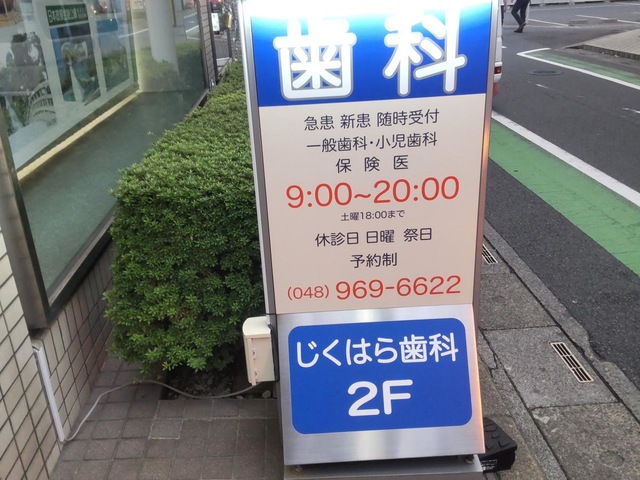 歯科
急患 新患 随時受付
一般歯科・小児歯科
保険医
9:00~20:00
土曜18:00まで
休診日 日曜 祭日
予約制
(048) 969-6622
じくはら歯科
2F